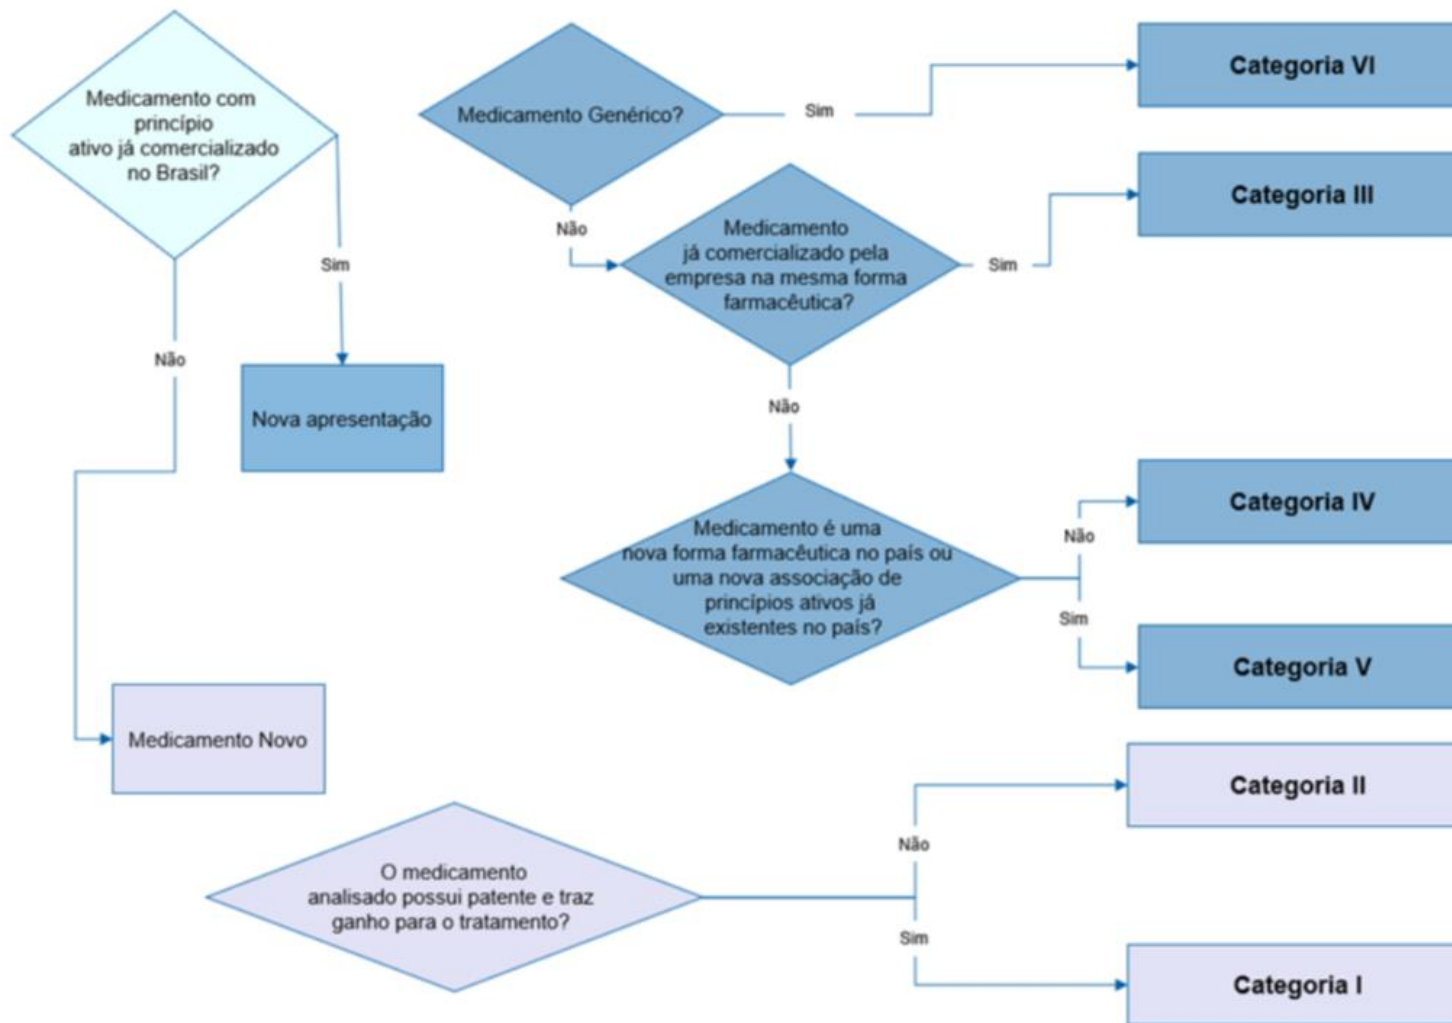 Medicamento com
princípio
ativo já comercializado
no Brasil?
Sim
Não
Nova apresentação
Medicamento Novo
Medicamento Genérico?
Sim
Categoria VI
Não
Medicamento
já comercializado pela
empresa na mesma forma
farmacêutica?
Sim
Categoria III
Não
Medicamento é uma
nova forma farmacêutica no país ou
uma nova associação de
princípios ativos já
existentes no país?
Não
Categoria IV
Sim
Categoria V
O medicamento
analisado possui patente e traz
ganho para o tratamento?
Não
Categoria II
Sim
Categoria I